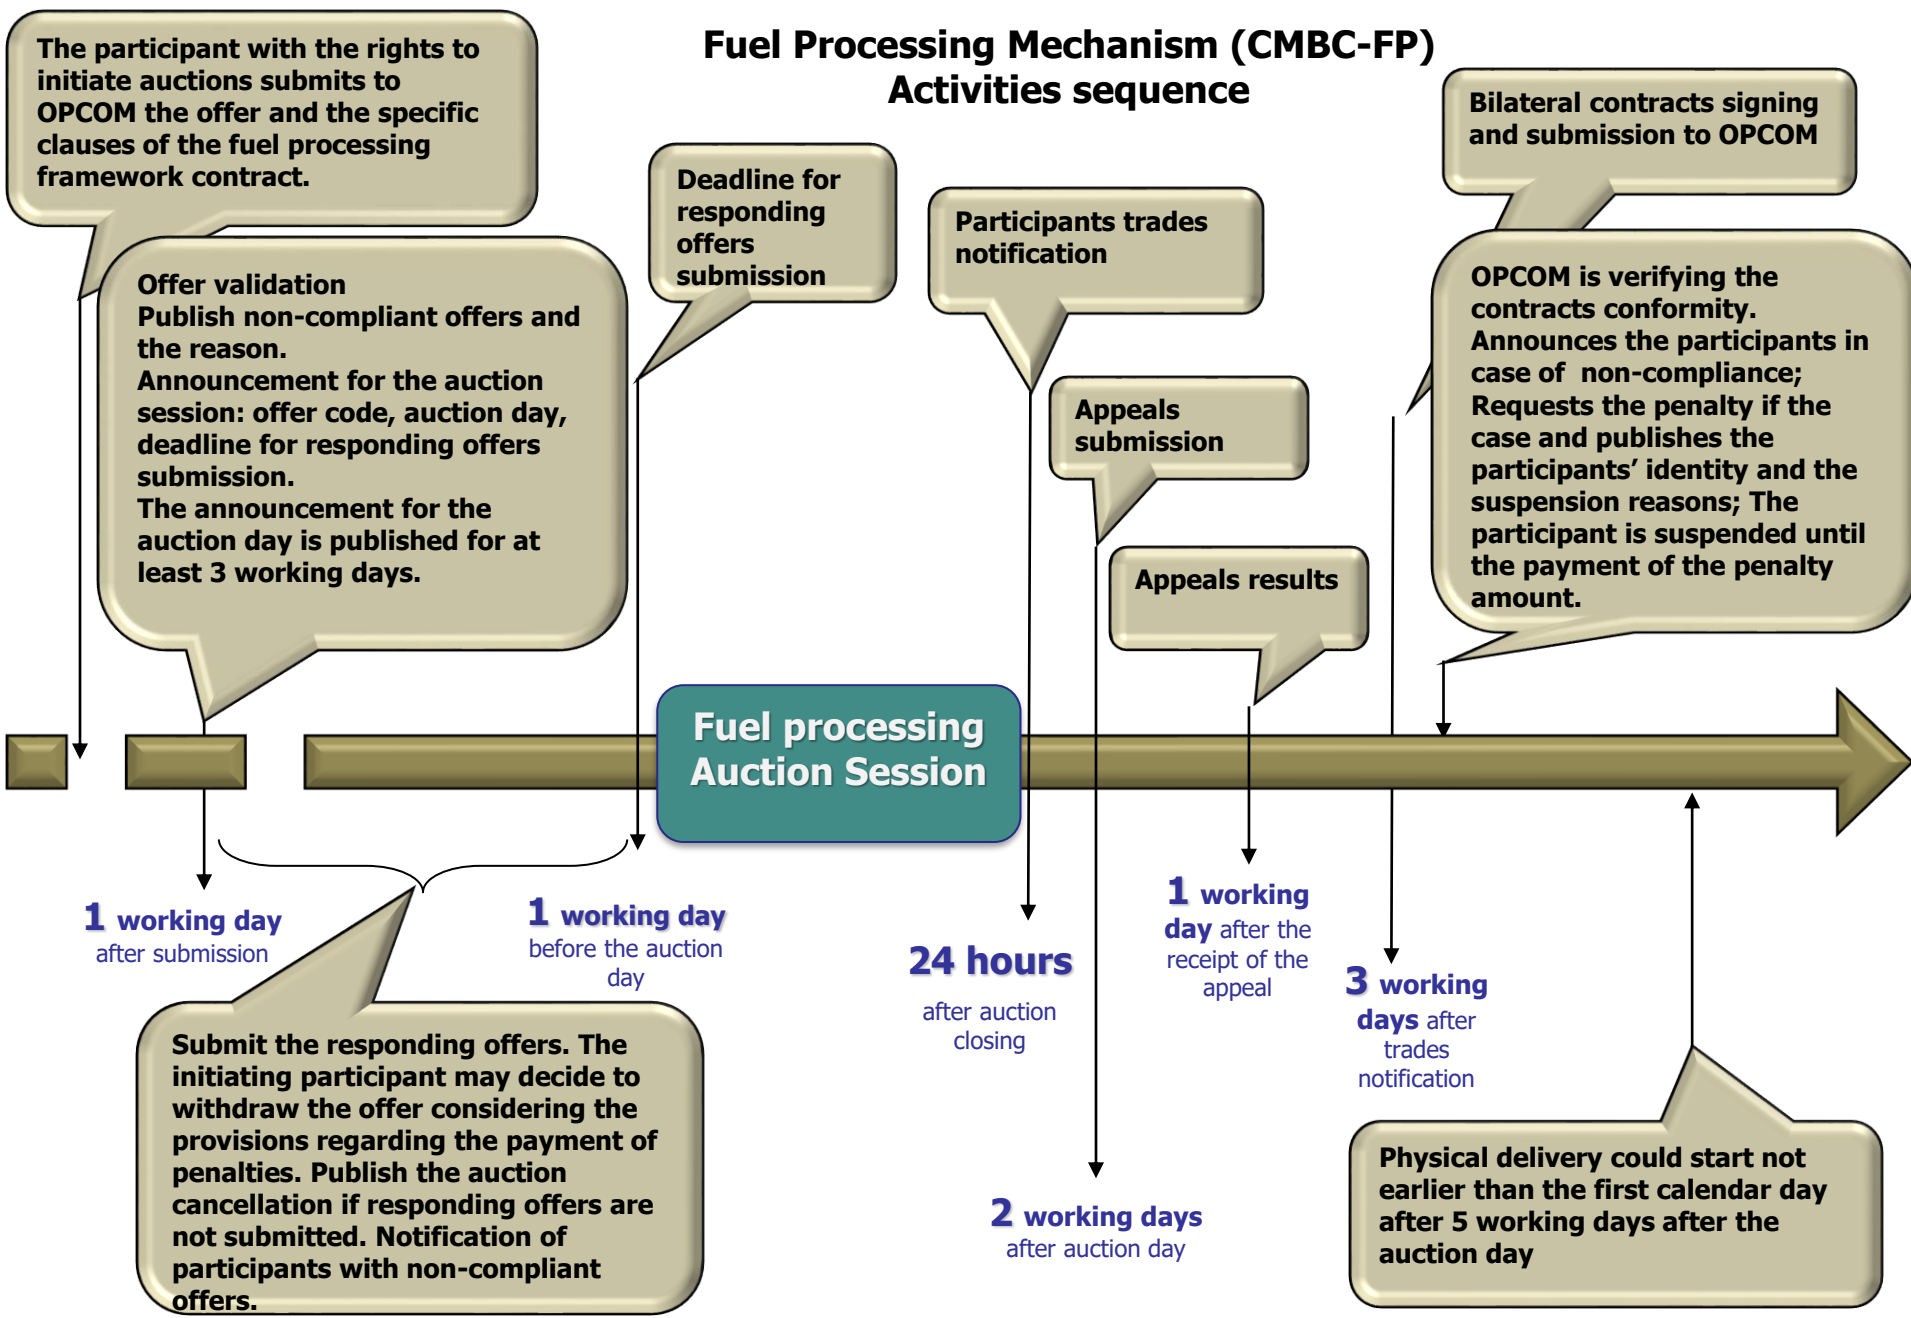 Fuel Processing Mechanism (CMBC-FP)
Activities sequence
The participant with the rights to
initiate auctions submits to
OPCOM the offer and the specific
clauses of the fuel processing
framework contract.
Offer validation
Publish non-compliant offers and
the reason.
Announcement for the auction
session: offer code, auction day,
deadline for responding offers
submission.
The announcement for the
auction day is published for at
least 3 working days.
Deadline for
responding
offers
submission
Participants trades
notification
Appeals
submission
Appeals results
Bilateral contracts signing
and submission to OPCOM
OPCOM is verifying the
contracts conformity.
Announces the participants in
case of  non-compliance;
Requests the penalty if the
case and publishes the
participants’ identity and the
suspension reasons; The
participant is suspended until
the payment of the penalty
amount.
Fuel processing
Auction Session
1 working day
after submission
1 working day
before the auction
day
24 hours
after auction
closing
2 working days
after auction day
1 working
day after the
receipt of the
appeal
3 working
days after
trades
notification
Submit the responding offers. The
initiating participant may decide to
withdraw the offer considering the
provisions regarding the payment of
penalties. Publish the auction
cancellation if responding offers are
not submitted. Notification of
participants with non-compliant
offers.
Physical delivery could start not
earlier than the first calendar day
after 5 working days after the
auction day